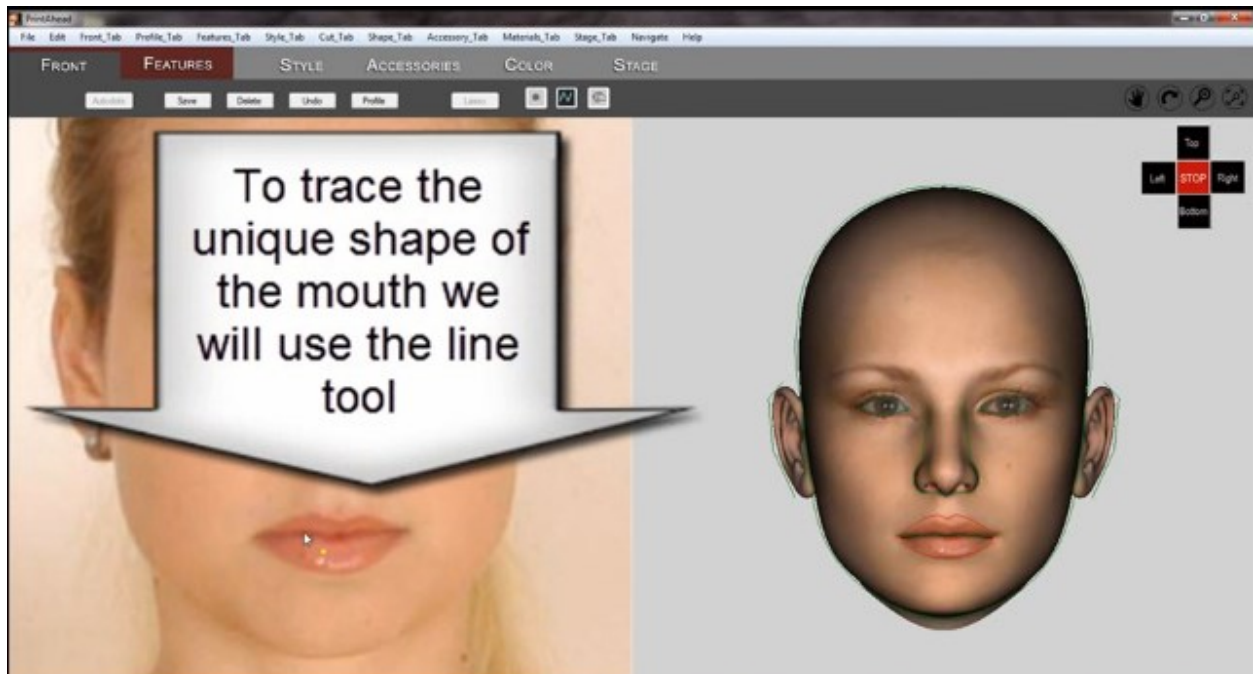 PrintAhead
File Edit Front_Tab Profile_Tab Features_Tab Style_Tab Cut_Tab Shape_Tab Accessory_Tab Materials_Tab Stage_Tab Navigate Help
FRONT FEATURES STYLE ACCESSORIES COLOR STAGE
Save Delete Undo Profile Lasso
To trace the
unique shape of
the mouth we
will use the line
tool
Top
Left STOP Right
Bottom